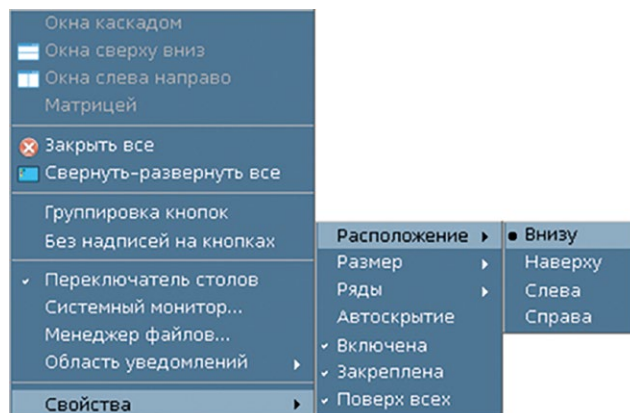 Окна каскадом
Окна сверху вниз
Окна слева направо
Матрицей
Закрыть все
Свернуть-развернуть все
Группировка кнопок
Без надписей на кнопках
Переключатель столов
Системный монитор...
Менеджер файлов...
Область уведомлений
Свойства
Расположение
Размер
Ряды
Автоскрытие
Включена
Закреплена
Поверх всех
Внизу
Наверху
Слева
Справа